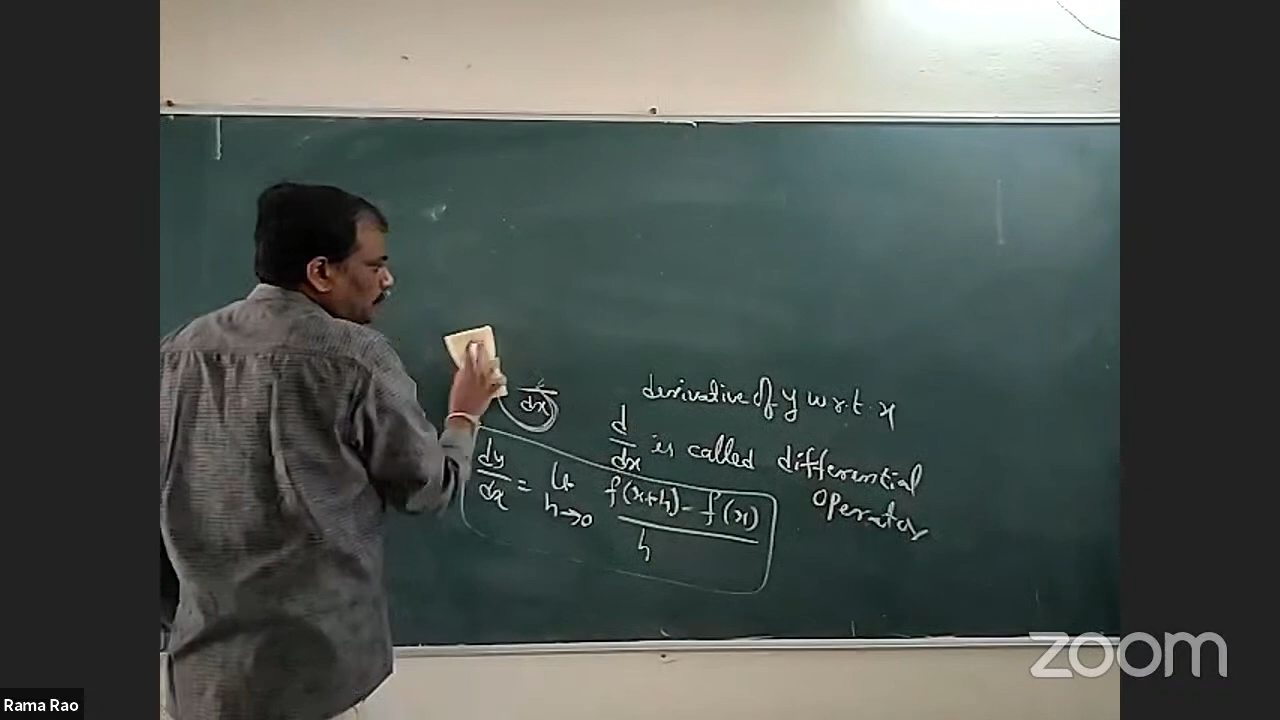 dx
derivative of y w.r.t. x
d/dx is called differential
operator
dy/dx = Lt h→0 f(x+h) - f(x) / h
zoom
Rama Rao